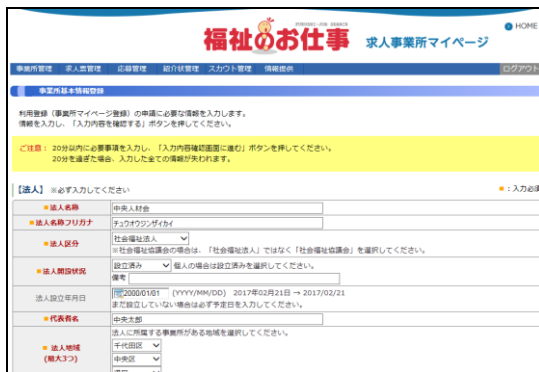 HOME
福祉のお仕事 求人事業所マイページ
事業所管理 求人票管理 応募管理 紹介状管理 スカウト管理 情報提供 ログアウト
事業所基本情報登録
利用登録（事業所マイページ登録）の申請に必要な情報を入力します。
情報を入力し、「入力内容を確認する」ボタンを押してください。
ご注意： 20分以内に必要事項を入力し、「入力内容確認画面に進む」ボタンを押してください。
20分を過ぎた場合、入力した全ての情報が失われます。
【法人】 ※必ず入力してください ■：入力必須
■法人名称 中央人材会
■法人名称フリガナ チュウオウジンザイカイ
■法人区分 社会福祉法人
※社会福祉協議会の場合は、「社会福祉法人」ではなく「社会福祉協議会」を選択してください。
■法人開設状況 設立済み 個人の場合は設立済みを選択してください。
備考
法人設立年月日 2000/01/01 (YYYY/MM/DD) 2017年02月21日 → 2017/02/21
まだ設立していない場合は必ず予定日を入力してください。
■代表者名 中央太郎
法人に所属する事業所がある地域を選択してください。
■法人地域 千代田区
(最大3つ) 中央区
港区